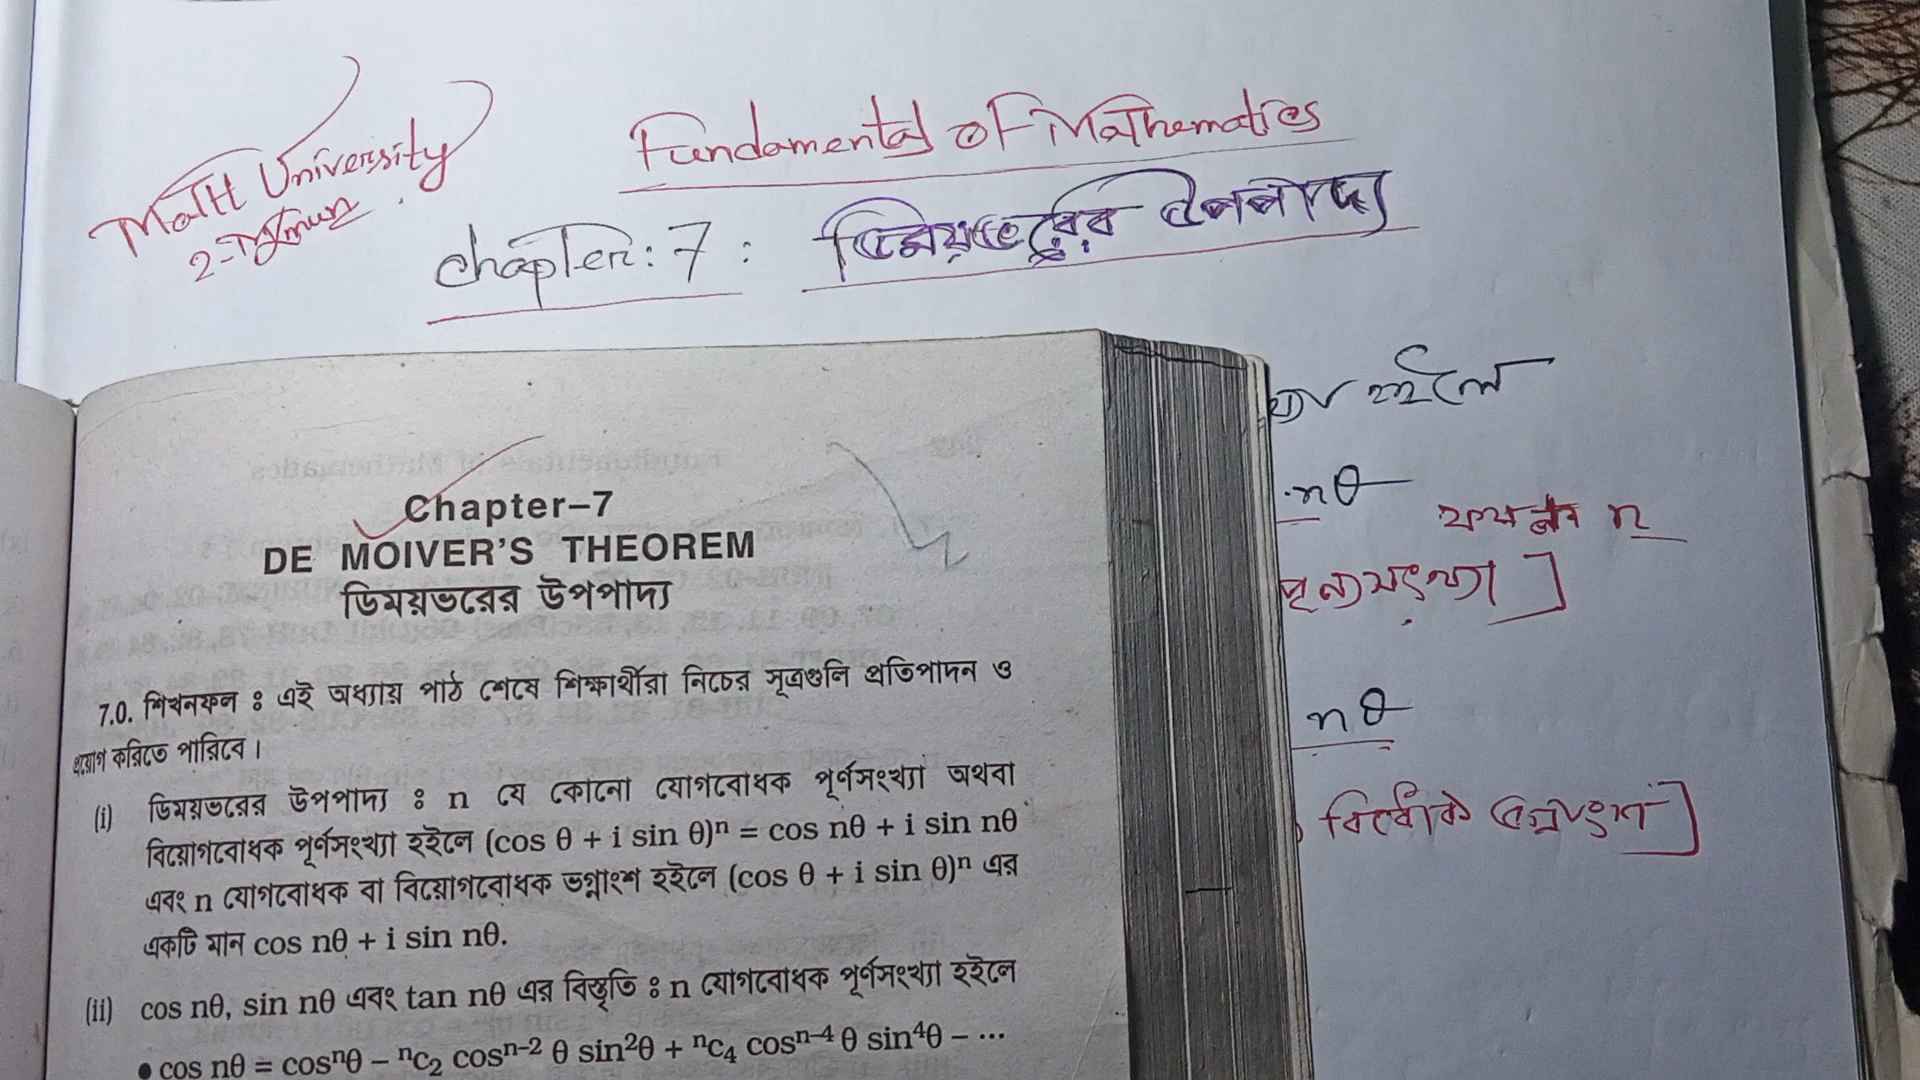 Math University
Fundamental of Mathematics
chapter: 7 : ডিময়ভরের উপপাদ্য
হইলে
nθ
যখন n
পূর্ণসংখ্যা ]
nθ
ভগ্নাংশ ]
Chapter–7
DE MOIVER'S THEOREM
ডিময়ভরের উপপাদ্য
7.0. শিখনফল ঃ এই অধ্যায় পাঠ শেষে শিক্ষার্থীরা নিচের সূত্রগুলি প্রতিপাদন ও
প্রয়োগ করিতে পারিবে।
(i) ডিময়ভরের উপপাদ্য ঃ n যে কোনো যোগবোধক পূর্ণসংখ্যা অথবা
বিয়োগবোধক পূর্ণসংখ্যা হইলে (cos θ + i sin θ)ⁿ = cos nθ + i sin nθ
এবং n যোগবোধক বা বিয়োগবোধক ভগ্নাংশ হইলে (cos θ + i sin θ)ⁿ এর
একটি মান cos nθ + i sin nθ.
(ii) cos nθ, sin nθ এবং tan nθ এর বিস্তৃতি ঃ n যোগবোধক পূর্ণসংখ্যা হইলে
• cos nθ = cosⁿθ – ⁿc₂ cosⁿ⁻² θ sin²θ + ⁿc₄ cosⁿ⁻⁴ θ sin⁴θ – ···